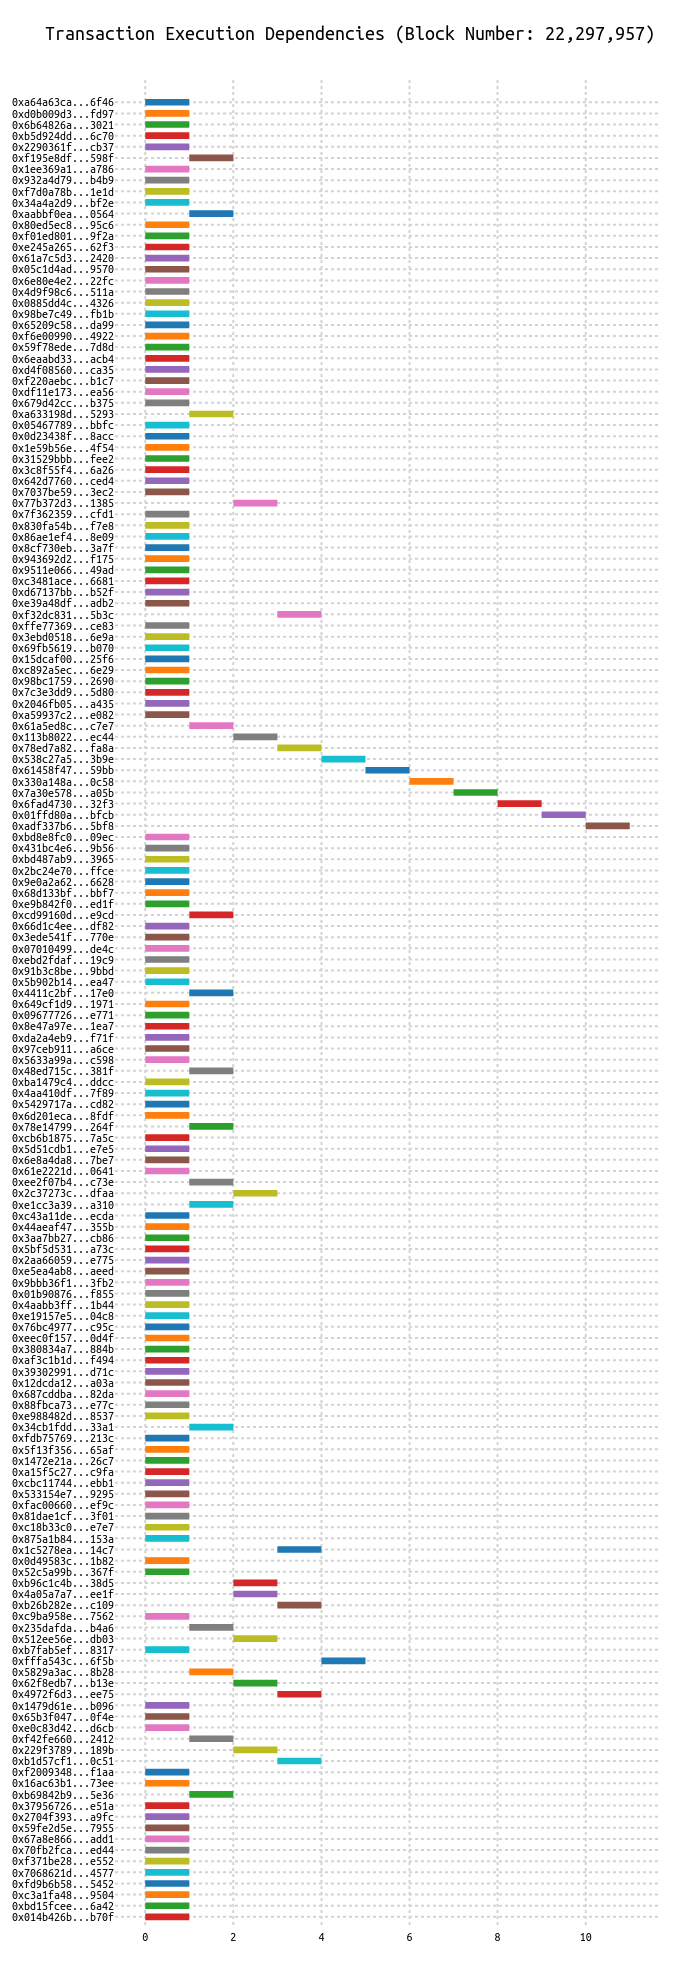 Transaction Execution Dependencies (Block Number: 22,297,957)
0xa64a63ca...6f46
0xd0b009d3...fd97
0x6b64826a...3021
0xb5d924dd...6c70
0x2290361f...cb37
0xf195e8df...598f
0x1ee369a1...a786
0x932a4d79...b4b9
0xf7d0a78b...1e1d
0x34a4a2d9...bf2e
0xaabbf0ea...0564
0x80ed5ec8...95c6
0xf01ed801...9f2a
0xe245a265...62f3
0x61a7c5d3...2420
0x05c1d4ad...9570
0x6e80e4e2...22fc
0x4d9f98c6...511a
0x0885dd4c...4326
0x98be7c49...fb1b
0x65209c58...da99
0xf6e00990...4922
0x59f78ede...7d8d
0x6eaabd33...acb4
0xd4f08560...ca35
0xf220aebc...b1c7
0xdf11e173...ea56
0x679d42cc...b375
0xa633198d...5293
0x05467789...bbfc
0x0d23438f...8acc
0x1e59b56e...4f54
0x31529bbb...fee2
0x3c8f55f4...6a26
0x642d7760...ced4
0x7037be59...3ec2
0x77b372d3...1385
0x7f362359...cfd1
0x830fa54b...f7e8
0x86ae1ef4...8e09
0x8cf730eb...3a7f
0x943692d2...f175
0x9511e066...49ad
0xc3481ace...6681
0xd67137bb...b52f
0xe39a48df...adb2
0xf32dc831...5b3c
0xffe77369...ce83
0x3ebd0518...6e9a
0x69fb5619...b070
0x15dcaf00...25f6
0xc892a5ec...6e29
0x98bc1759...2690
0x7c3e3dd9...5d80
0x2046fb05...a435
0xa59937c2...e082
0x61a5ed8c...c7e7
0x113b8022...ec44
0x78ed7a82...fa8a
0x538c27a5...3b9e
0x61458f47...59bb
0x330a148a...0c58
0x7a30e578...a05b
0x6fad4730...32f3
0x01ffd80a...bfcb
0xadf337b6...5bf8
0xbd8e8fc0...09ec
0x431bc4e6...9b56
0xbd487ab9...3965
0x2bc24e70...ffce
0x9e0a2a62...6628
0x68d133bf...bbf7
0xe9b842f0...ed1f
0xcd99160d...e9cd
0x66d1c4ee...df82
0x3ede541f...770e
0x07010499...de4c
0xebd2fdaf...19c9
0x91b3c8be...9bbd
0x5b902b14...ea47
0x4411c2bf...17e0
0x649cf1d9...1971
0x09677726...e771
0x8e47a97e...1ea7
0xda2a4eb9...f71f
0x97ceb911...a6ce
0x5633a99a...c598
0x48ed715c...381f
0xba1479c4...ddcc
0x4aa410df...7f89
0x5429717a...cd82
0x6d201eca...8fdf
0x78e14799...264f
0xcb6b1875...7a5c
0x5d51cdb1...e7e5
0x6e8a4da8...7be7
0x61e2221d...0641
0xee2f07b4...c73e
0x2c37273c...dfaa
0xe1cc3a39...a310
0xc43a11de...ecda
0x44aeaf47...355b
0x3aa7bb27...cb86
0x5bf5d531...a73c
0x2aa66059...e775
0xe5ea4ab8...aeed
0x9bbb36f1...3fb2
0x01b90876...f855
0x4aabb3ff...1b44
0xe19157e5...04c8
0x76bc4977...c95c
0xeec0f157...0d4f
0x380834a7...884b
0xaf3c1b1d...f494
0x39302991...d71c
0x12dcda12...a03a
0x687cddba...82da
0x88fbca73...e77c
0xe988482d...8537
0x34cb1fdd...33a1
0xfdb75769...213c
0x5f13f356...65af
0x1472e21a...26c7
0xa15f5c27...c9fa
0xcbc11744...ebb1
0x533154e7...9295
0xfac00660...ef9c
0x81dae1cf...3f01
0xc18b33c0...e7e7
0x875a1b84...153a
0x1c5278ea...14c7
0x0d49583c...1b82
0x52c5a99b...367f
0xb96c1c4b...38d5
0x4a05a7a7...ee1f
0xb26b282e...c109
0xc9ba958e...7562
0x235dafda...b4a6
0x512ee56e...db03
0xb7fab5ef...8317
0xfffa543c...6f5b
0x5829a3ac...8b28
0x62f8edb7...b13e
0x4972f6d3...ee75
0x1479d61e...b096
0x65b3f047...0f4e
0xe0c83d42...d6cb
0xf42fe660...2412
0x229f3789...189b
0xb1d57cf1...0c51
0xf2009348...f1aa
0x16ac63b1...73ee
0xb69842b9...5e36
0x37956726...e51a
0x2704f393...a9fc
0x59fe2d5e...7955
0x67a8e866...add1
0x70fb2fca...ed44
0xf371be28...e552
0x7068621d...4577
0xfd9b6b58...5452
0xc3a1fa48...9504
0xbd15fcee...6a42
0x014b426b...b70f
0 2 4 6 8 10